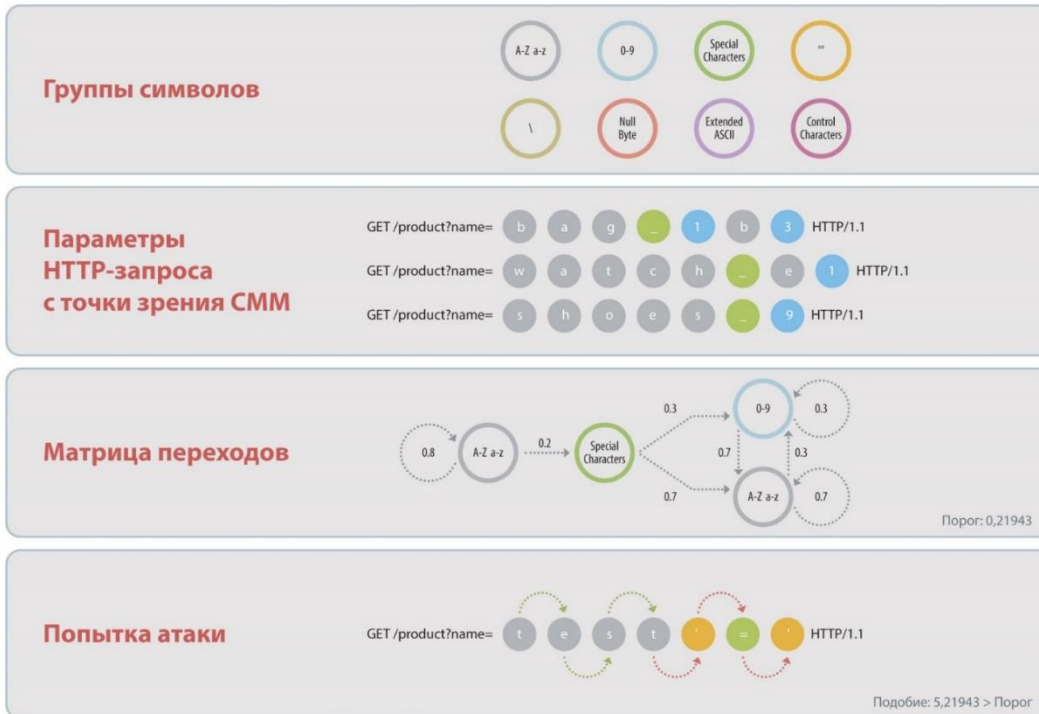 Группы символов
A-Z a-z
0-9
Special
Characters
'"
\
Null
Byte
Extended
ASCII
Control
Characters
Параметры
HTTP-запроса
с точки зрения СММ
GET /product?name= b a g _ 1 b 3 HTTP/1.1
GET /product?name= w a t c h _ e 1 HTTP/1.1
GET /product?name= s h o e s _ 9 HTTP/1.1
Матрица переходов
0.8
A-Z a-z
0.2
Special
Characters
0.3
0.7
0-9
0.3
0.7
0.3
A-Z a-z
0.7
Порог: 0,21943
Попытка атаки
GET /product?name= t e s t ' = ' HTTP/1.1
Подобие: 5,21943 > Порог